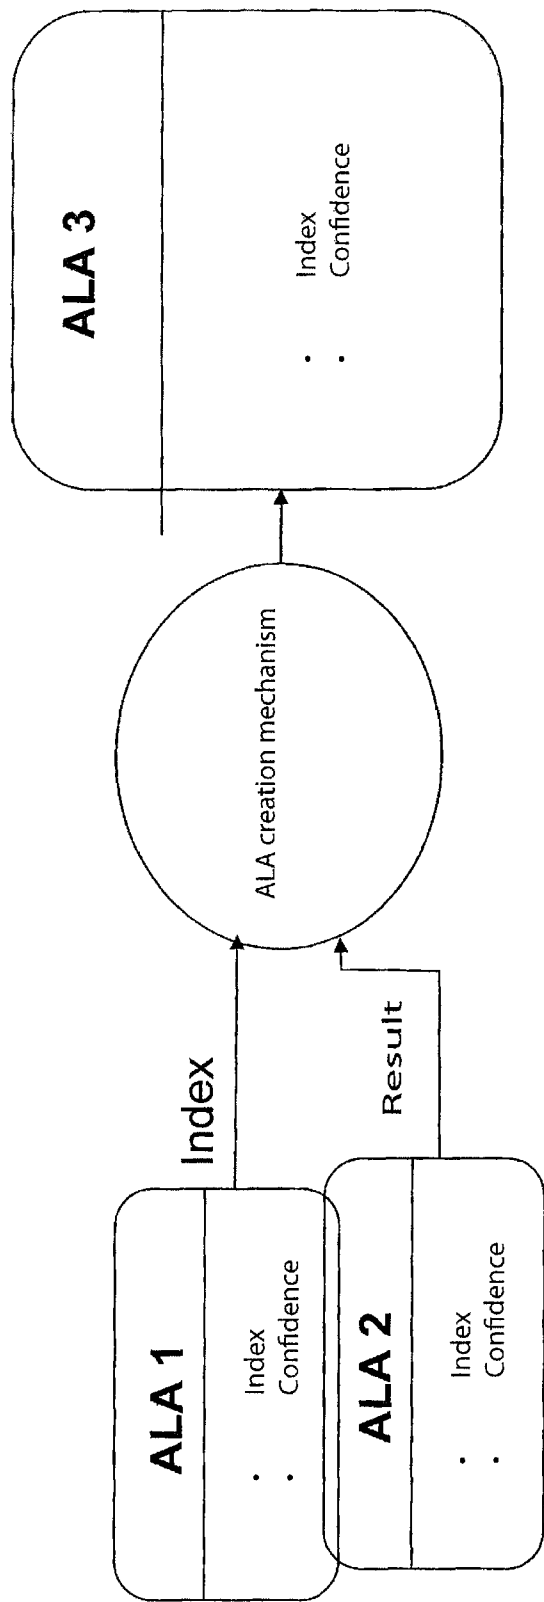 ALA 1
• Index
• Confidence
ALA 2
• Index
• Confidence
Index
Result
ALA creation mechanism
ALA 3
• Index
• Confidence